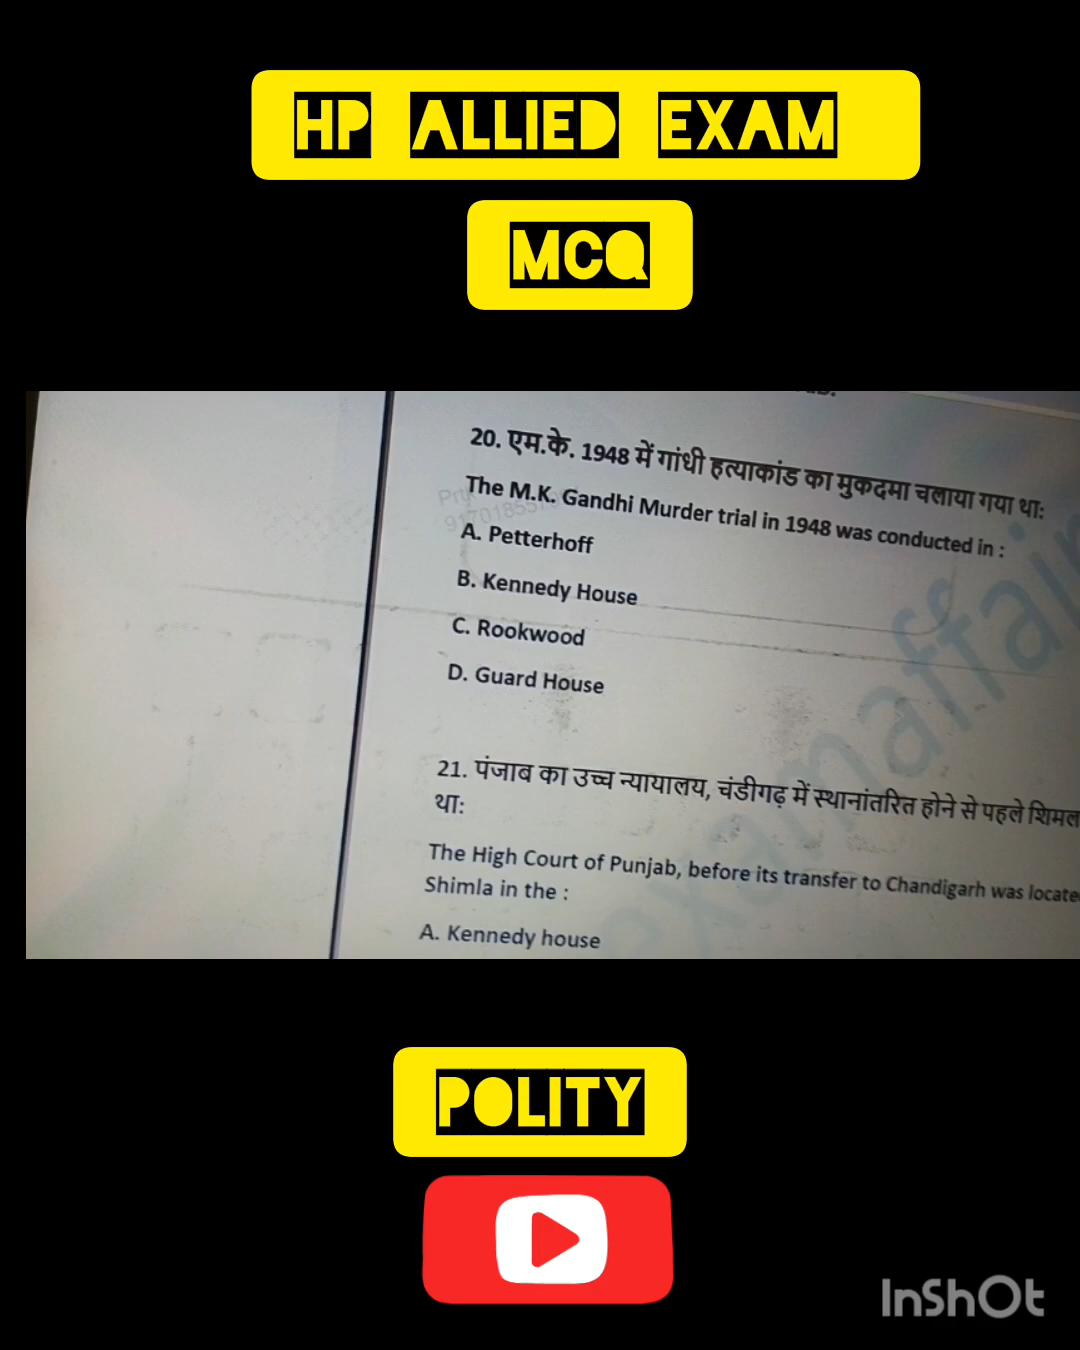 HP ALLIED EXAM
MCQ
20. एम.के. 1948 में गांधी हत्याकांड का मुकदमा चलाया गया था:
The M.K. Gandhi Murder trial in 1948 was conducted in :
A. Petterhoff
B. Kennedy House
C. Rookwood
D. Guard House
21. पंजाब का उच्च न्यायालय, चंडीगढ़ में स्थानांतरित होने से पहले
था:
The High Court of Punjab, before its transfer to Chandigarh was
Shimla in the :
A. Kennedy house
examaffair
POLITY
InShOt